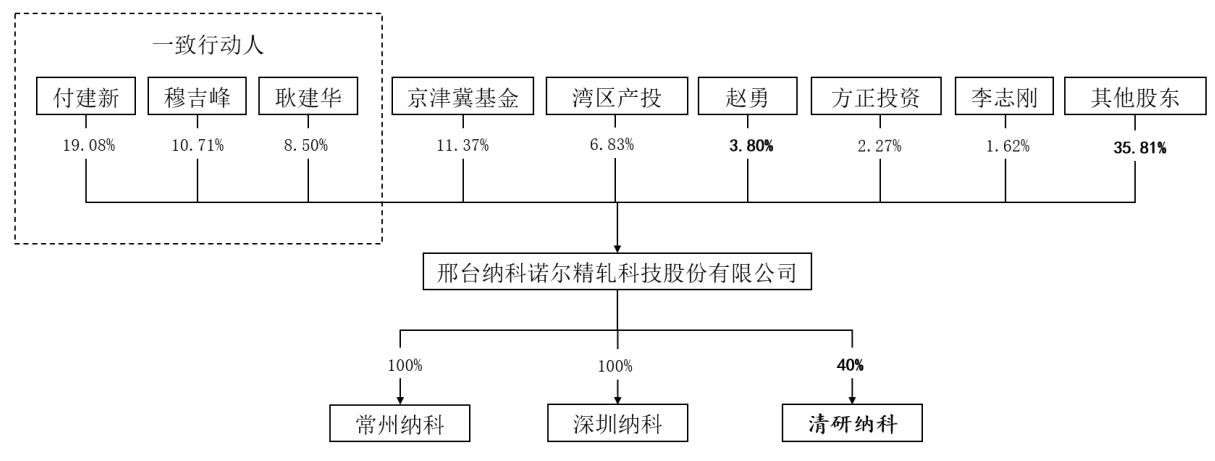 一致行动人
付建新 穆吉峰 耿建华 京津冀基金 湾区产投 赵勇 方正投资 李志刚 其他股东
19.08% 10.71% 8.50% 11.37% 6.83% 3.80% 2.27% 1.62% 35.81%
邢台纳科诺尔精轧科技股份有限公司
100% 100% 40%
常州纳科 深圳纳科 清研纳科